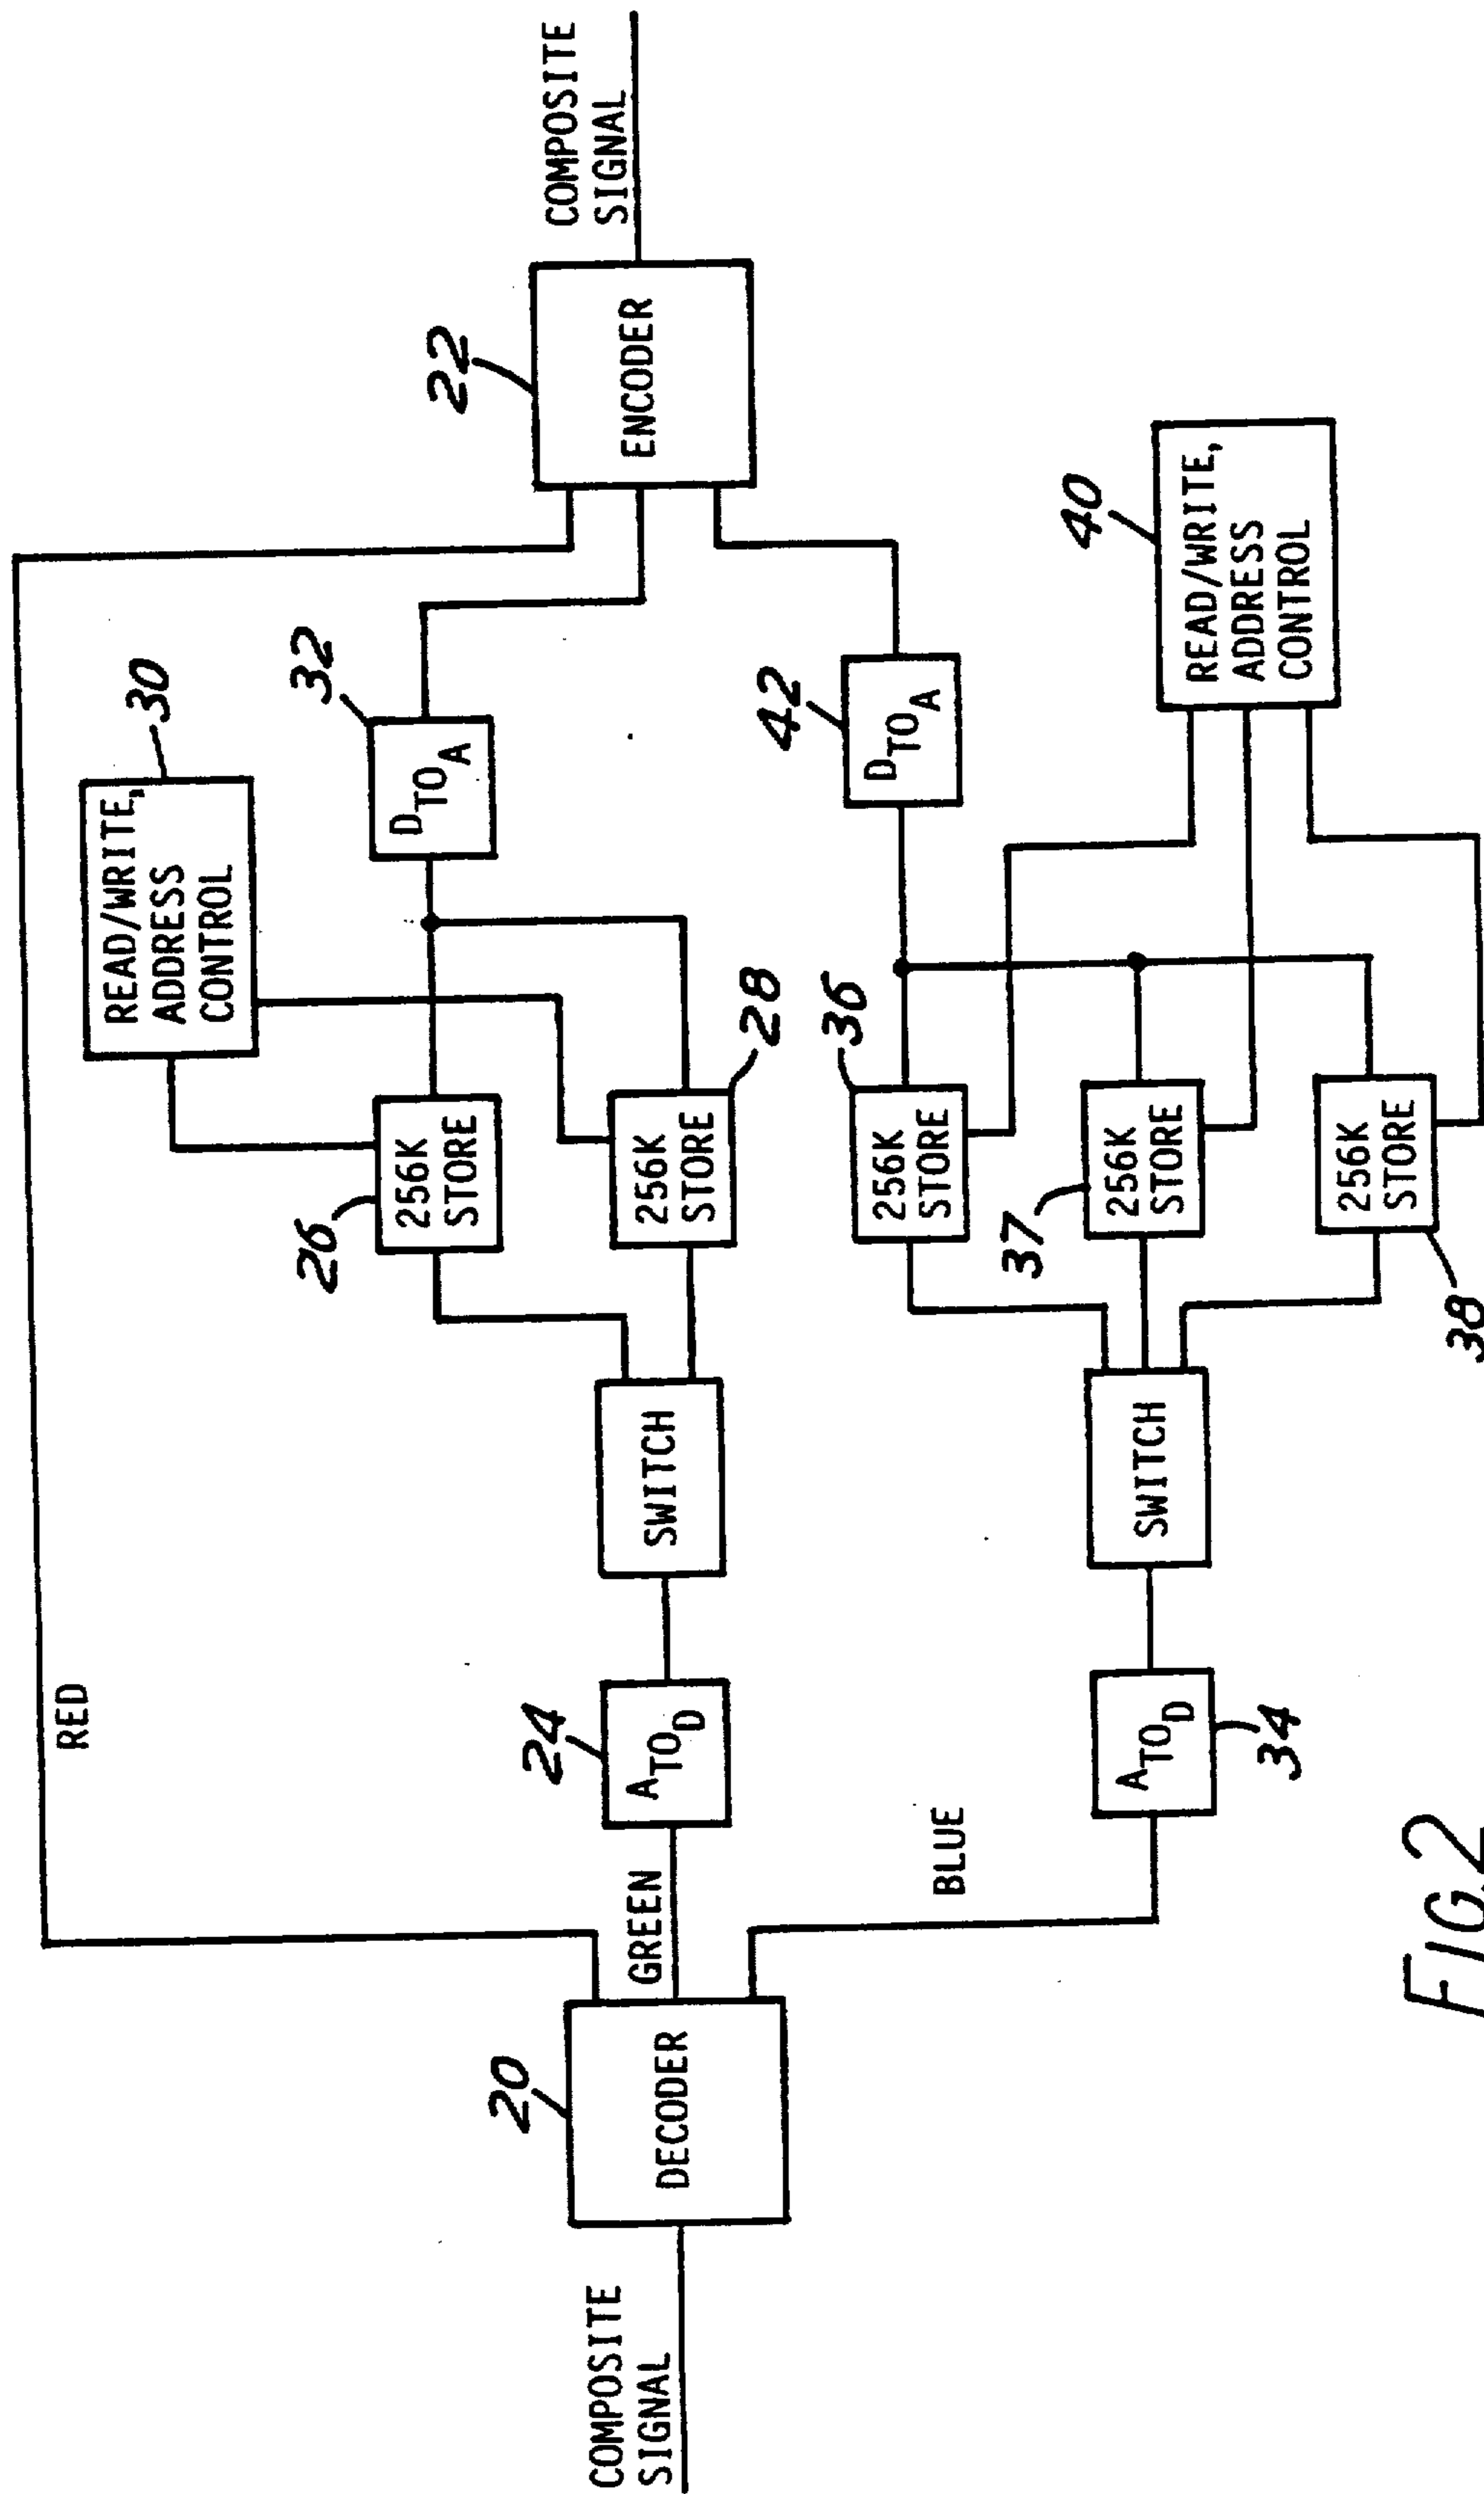 COMPOSITE
SIGNAL
20
DECODER
RED
GREEN
BLUE
24
A TO D
34
A TO D
SWITCH
SWITCH
26
256K
STORE
256K
STORE
28
30
READ/WRITE,
ADDRESS
CONTROL
32
D TO A
36
256K
STORE
37
256K
STORE
256K
STORE
38
42
D TO A
40
READ/WRITE,
ADDRESS
CONTROL
22
ENCODER
COMPOSITE
SIGNAL
FIG.2